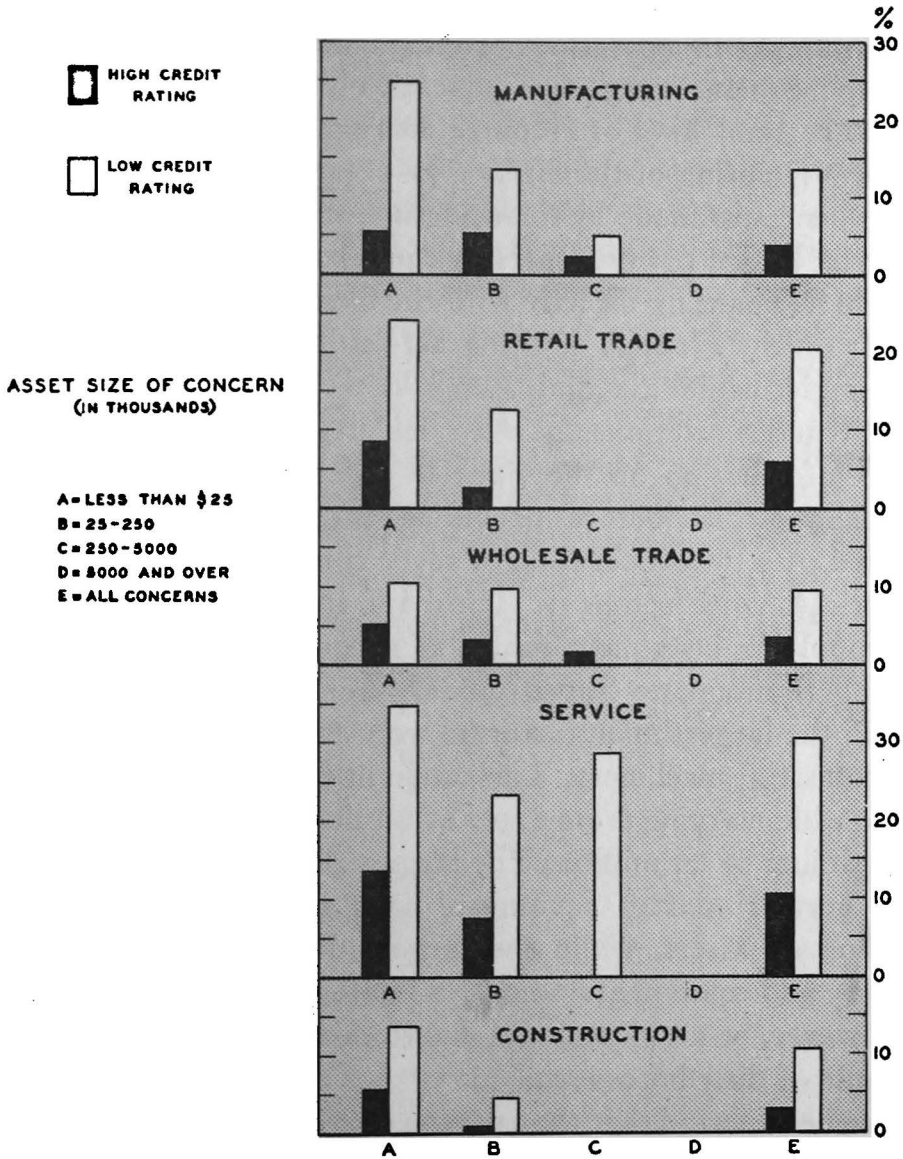 %
HIGH CREDIT
RATING
LOW CREDIT
RATING
ASSET SIZE OF CONCERN
(IN THOUSANDS)
A=LESS THAN $25
B=25-250
C=250-5000
D=5000 AND OVER
E=ALL CONCERNS
MANUFACTURING
30
20
10
0
A B C D E
RETAIL TRADE
20
10
0
A B C D E
WHOLESALE TRADE
10
0
A B C D E
SERVICE
30
20
10
0
A B C D E
CONSTRUCTION
10
0
A B C D E